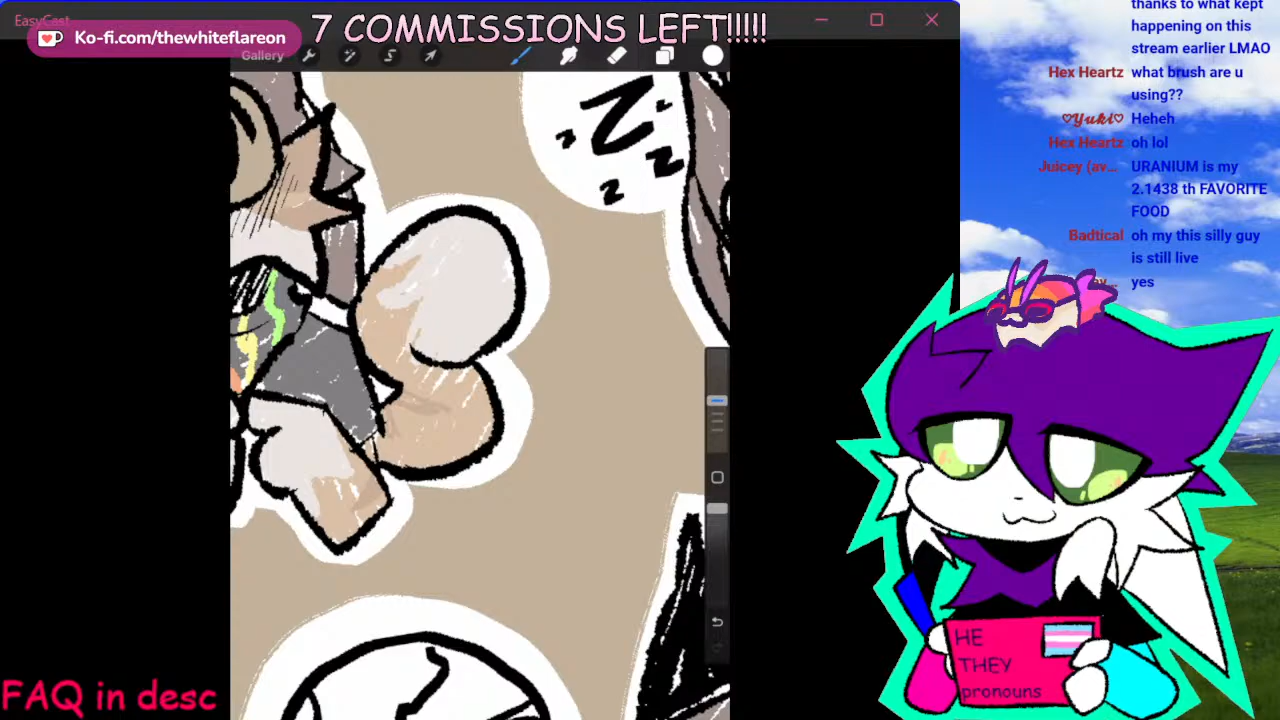 EasyCast
Ko-fi.com/thewhiteflareon
7 COMMISSIONS LEFT!!!!!
Gallery
Z
z
z
z
z
thanks to what kept
happening on this
stream earlier LMAO
Hex Heartz what brush are u
using??
♡𝓨𝓾𝓴𝓲♡ Heheh
Hex Heartz oh lol
Juicey (av… URANIUM is my
2.1438 th FAVORITE
FOOD
Badtical oh my this silly guy
is still live
yes
HE
THEY
pronouns
FAQ in desc